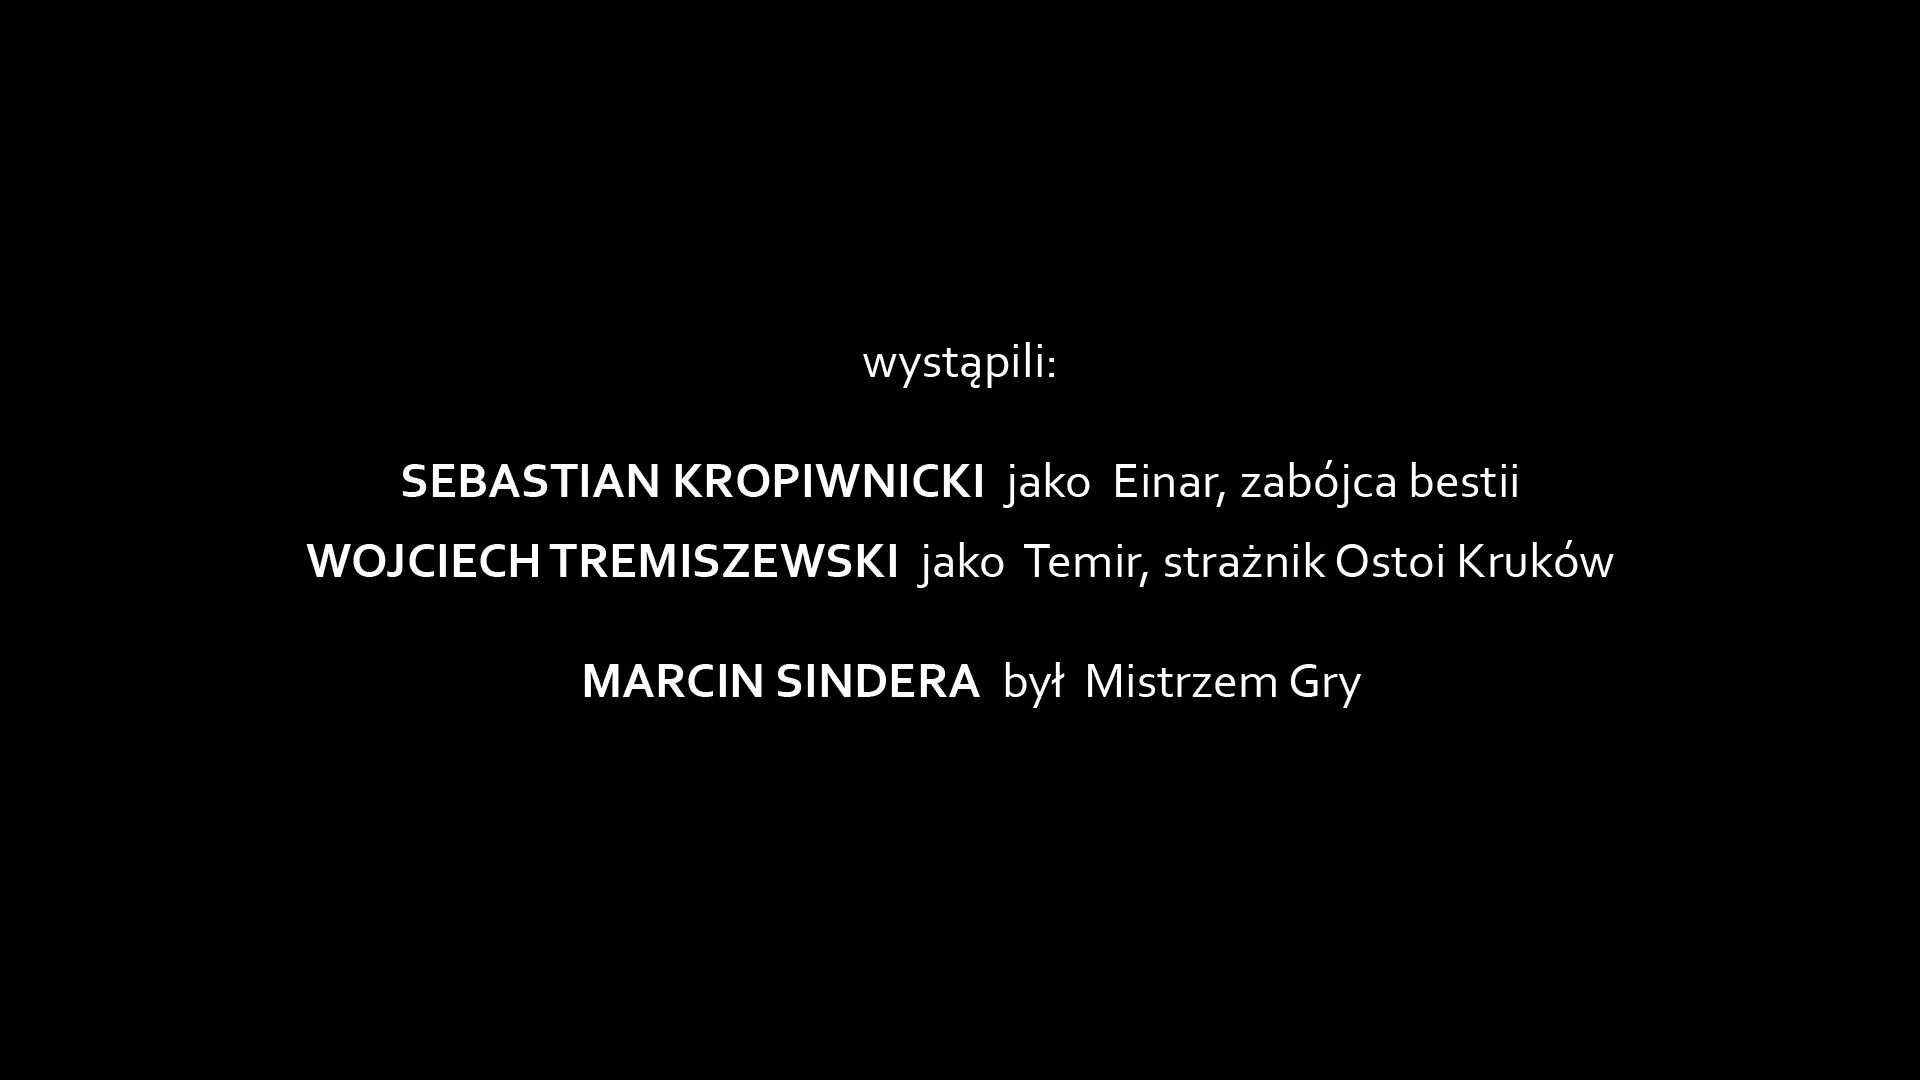 wystąpili:
SEBASTIAN KROPIWNICKI jako Einar, zabójca bestii
WOJCIECH TREMISZEWSKI jako Temir, strażnik Ostoi Kruków
MARCIN SINDERA był Mistrzem Gry